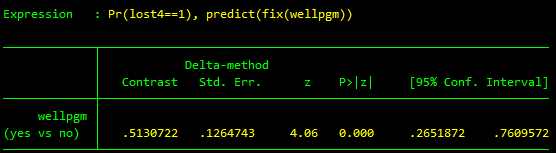 Expression : Pr(lost4==1), predict(fix(wellpgm))
Delta-method
Contrast Std. Err. z P>|z| [95% Conf. Interval]
wellpgm
(yes vs no) .5130722 .1264743 4.06 0.000 .2651872 .7609572